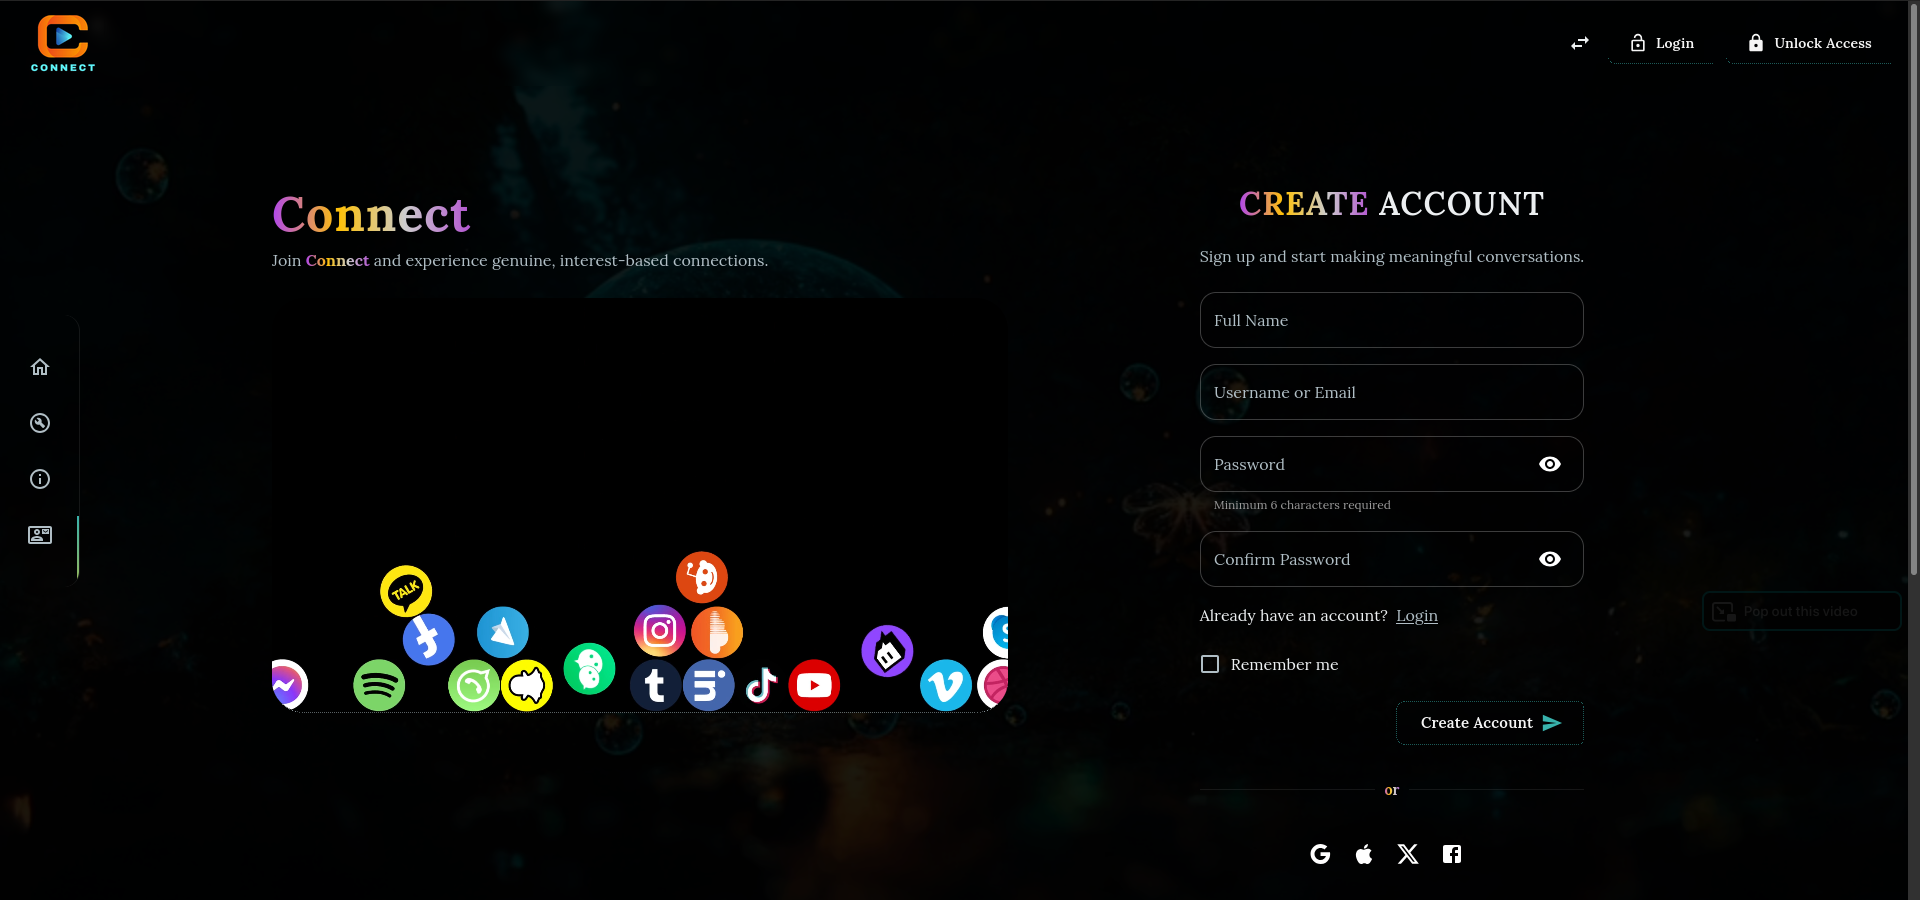 CONNECT
Login
Unlock Access
Connect
Join Connect and experience genuine, interest-based connections.
TALK
CREATE ACCOUNT
Sign up and start making meaningful conversations.
Full Name
Username or Email
Password
Minimum 6 characters required
Confirm Password
Already have an account? Login
Remember me
Create Account
or
Pop out this video